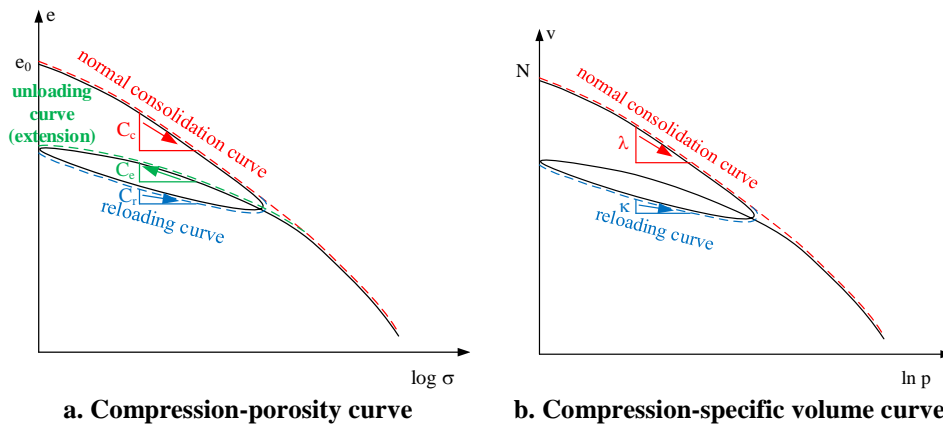 e
e0
normal consolidation curve
unloading
curve
(extension)
Cc
Ce
Cr
reloading curve
log σ
a. Compression-porosity curve
v
N
normal consolidation curve
λ
κ
reloading curve
ln p
b. Compression-specific volume curve